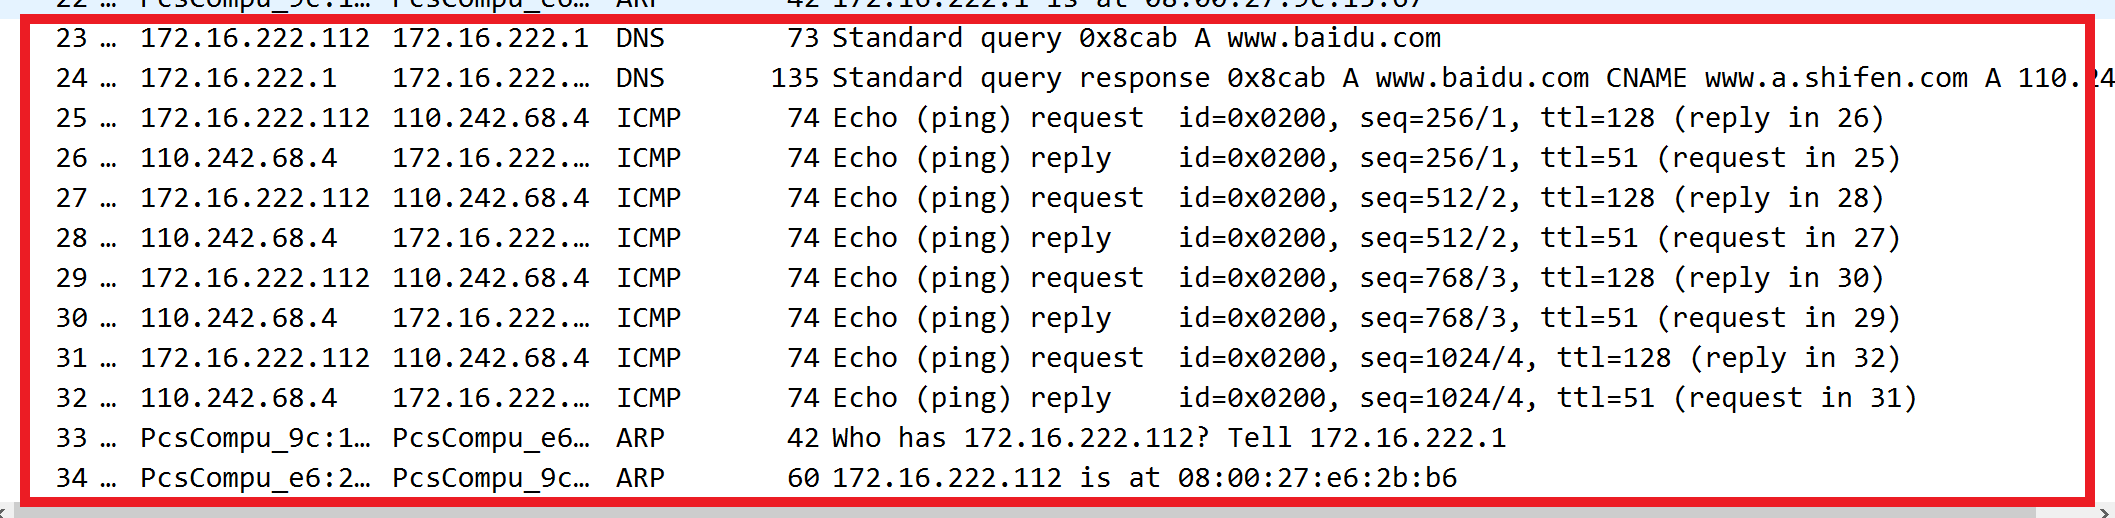 22 … PcsCompu_9c:1… PcsCompu_e6… ARP 42 172.16.222.1 is at 08:00:27:9c:15:67
23 … 172.16.222.112 172.16.222.1 DNS 73 Standard query 0x8cab A www.baidu.com
24 … 172.16.222.1 172.16.222.… DNS 135 Standard query response 0x8cab A www.baidu.com CNAME www.a.shifen.com A 110.24
25 … 172.16.222.112 110.242.68.4 ICMP 74 Echo (ping) request id=0x0200, seq=256/1, ttl=128 (reply in 26)
26 … 110.242.68.4 172.16.222.… ICMP 74 Echo (ping) reply id=0x0200, seq=256/1, ttl=51 (request in 25)
27 … 172.16.222.112 110.242.68.4 ICMP 74 Echo (ping) request id=0x0200, seq=512/2, ttl=128 (reply in 28)
28 … 110.242.68.4 172.16.222.… ICMP 74 Echo (ping) reply id=0x0200, seq=512/2, ttl=51 (request in 27)
29 … 172.16.222.112 110.242.68.4 ICMP 74 Echo (ping) request id=0x0200, seq=768/3, ttl=128 (reply in 30)
30 … 110.242.68.4 172.16.222.… ICMP 74 Echo (ping) reply id=0x0200, seq=768/3, ttl=51 (request in 29)
31 … 172.16.222.112 110.242.68.4 ICMP 74 Echo (ping) request id=0x0200, seq=1024/4, ttl=128 (reply in 32)
32 … 110.242.68.4 172.16.222.… ICMP 74 Echo (ping) reply id=0x0200, seq=1024/4, ttl=51 (request in 31)
33 … PcsCompu_9c:1… PcsCompu_e6… ARP 42 Who has 172.16.222.112? Tell 172.16.222.1
34 … PcsCompu_e6:2… PcsCompu_9c… ARP 60 172.16.222.112 is at 08:00:27:e6:2b:b6